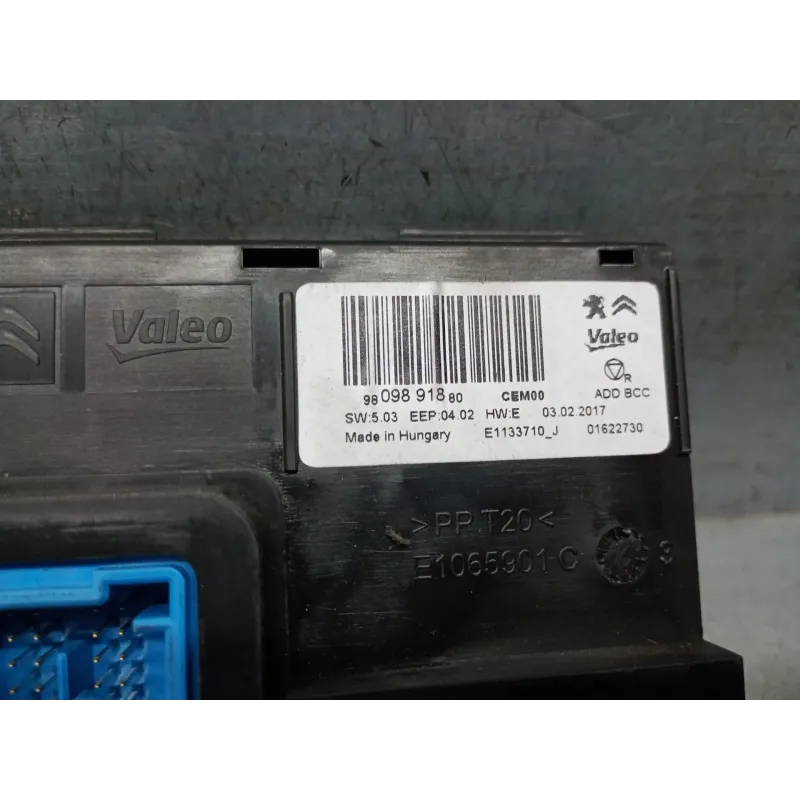 Valeo
Valeo
R
98 098 918 80 CEM00 ADD BCC
SW:5.03 EEP:04.02 HW:E 03.02.2017
Made in Hungary E1133710_J 01622730
>PP T20<
E1065901-C 3